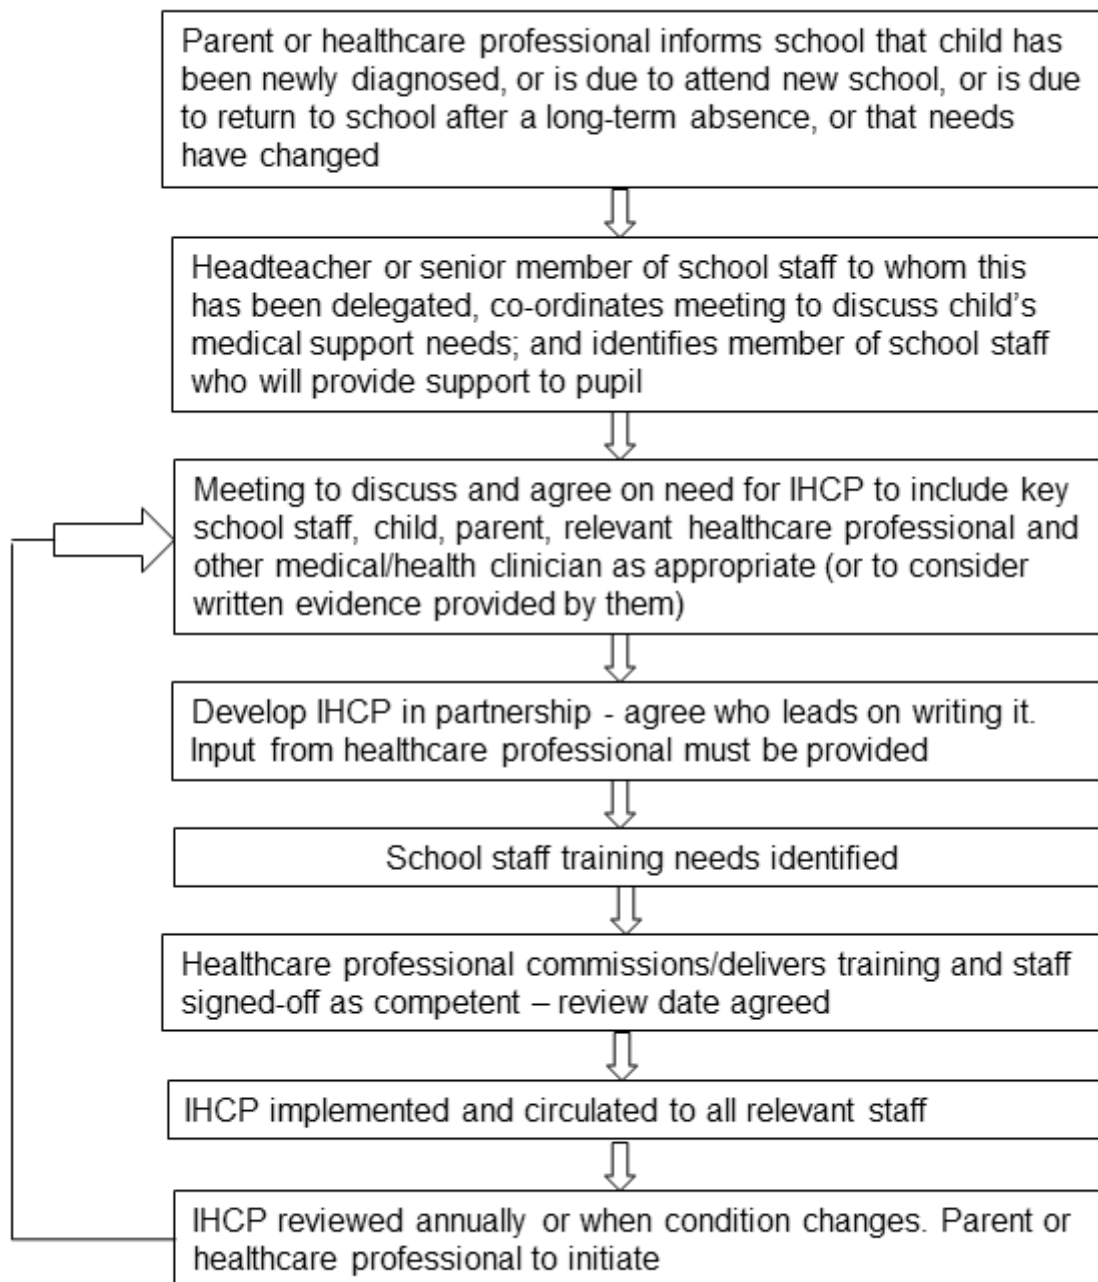 Parent or healthcare professional informs school that child has
been newly diagnosed, or is due to attend new school, or is due
to return to school after a long-term absence, or that needs
have changed
Headteacher or senior member of school staff to whom this
has been delegated, co-ordinates meeting to discuss child's
medical support needs; and identifies member of school staff
who will provide support to pupil
Meeting to discuss and agree on need for IHCP to include key
school staff, child, parent, relevant healthcare professional and
other medical/health clinician as appropriate (or to consider
written evidence provided by them)
Develop IHCP in partnership - agree who leads on writing it.
Input from healthcare professional must be provided
School staff training needs identified
Healthcare professional commissions/delivers training and staff
signed-off as competent – review date agreed
IHCP implemented and circulated to all relevant staff
IHCP reviewed annually or when condition changes. Parent or
healthcare professional to initiate